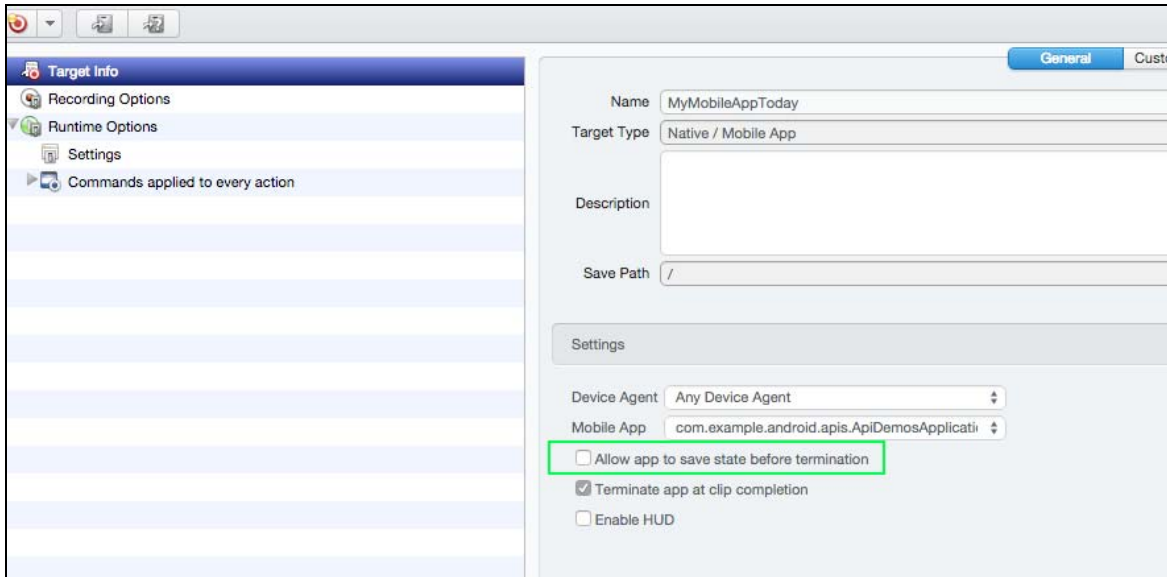 Target Info
Recording Options
Runtime Options
Settings
Commands applied to every action
General
Name MyMobileAppToday
Target Type Native / Mobile App
Description
Save Path /
Settings
Device Agent Any Device Agent
Mobile App com.example.android.apis.ApiDemosApplicati
Allow app to save state before termination
Terminate app at clip completion
Enable HUD